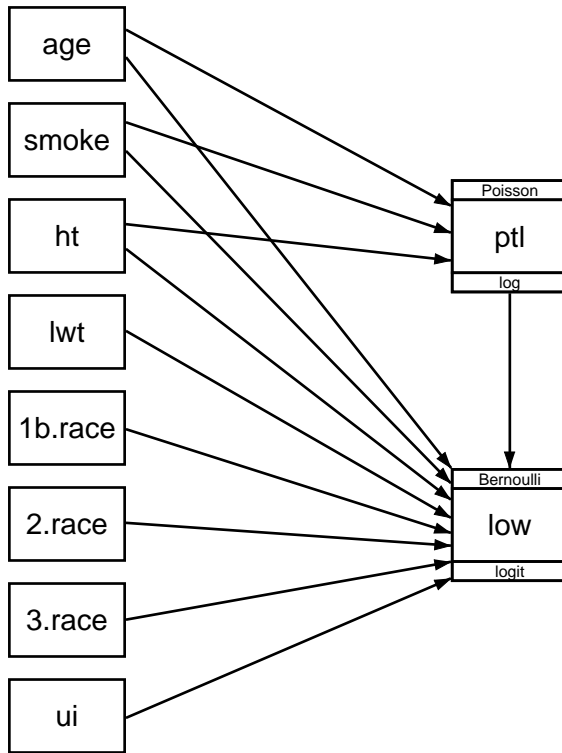 age
smoke
ht
lwt
1b.race
2.race
3.race
ui
Poisson
ptl
log
Bernoulli
low
logit